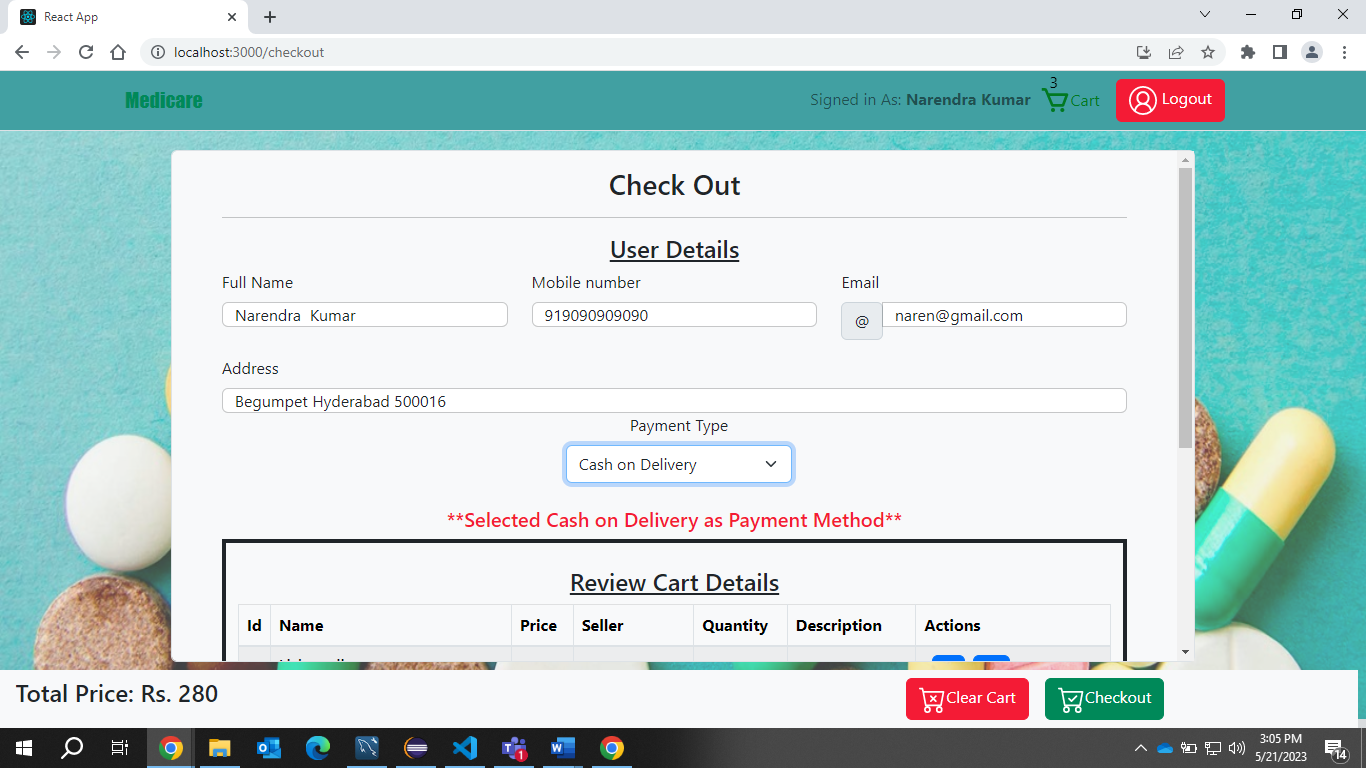 React App
localhost:3000/checkout
Medicare
Signed in As: Narendra Kumar
3
Cart
Logout
Check Out
User Details
Full Name
Mobile number
Email
Narendra  Kumar
919090909090
@
naren@gmail.com
Address
Begumpet Hyderabad 500016
Payment Type
Cash on Delivery
**Selected Cash on Delivery as Payment Method**
Review Cart Details
Id Name Price Seller Quantity Description Actions
Total Price: Rs. 280
Clear Cart
Checkout
1
3:05 PM
5/21/2023
14